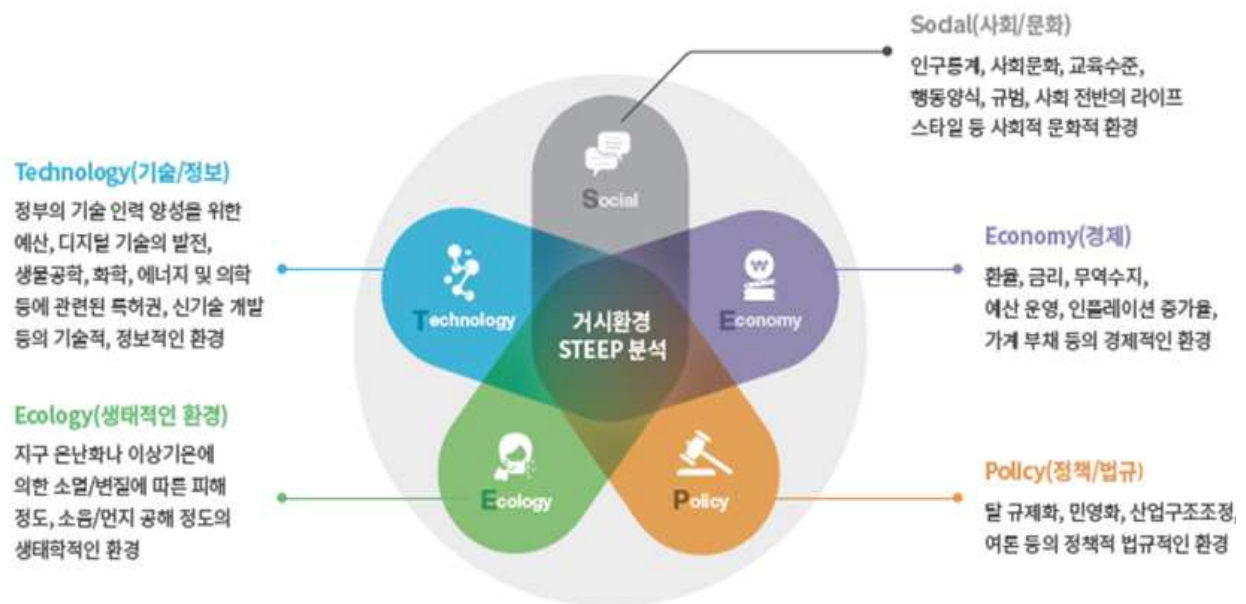 Social(사회/문화)
인구통계, 사회문화, 교육수준,
행동양식, 규범, 사회 전반의 라이프
스타일 등 사회적 문화적 환경
Technology(기술/정보)
정부의 기술 인력 양성을 위한
예산, 디지털 기술의 발전,
생물공학, 화학, 에너지 및 의학
등에 관련된 특허권, 신기술 개발
등의 기술적, 정보적인 환경
Social
Economy(경제)
환율, 금리, 무역수지,
예산 운영, 인플레이션 증가율,
가계 부채 등의 경제적인 환경
Technology
₩
Economy
거시환경
STEEP 분석
Ecology(생태적인 환경)
지구 온난화나 이상기온에
의한 소멸/변질에 따른 피해
정도, 소음/먼지 공해 정도의
생태학적인 환경
Ecology
Policy
Policy(정책/법규)
탈 규제화, 민영화, 산업구조조정,
여론 등의 정책적 법규적인 환경